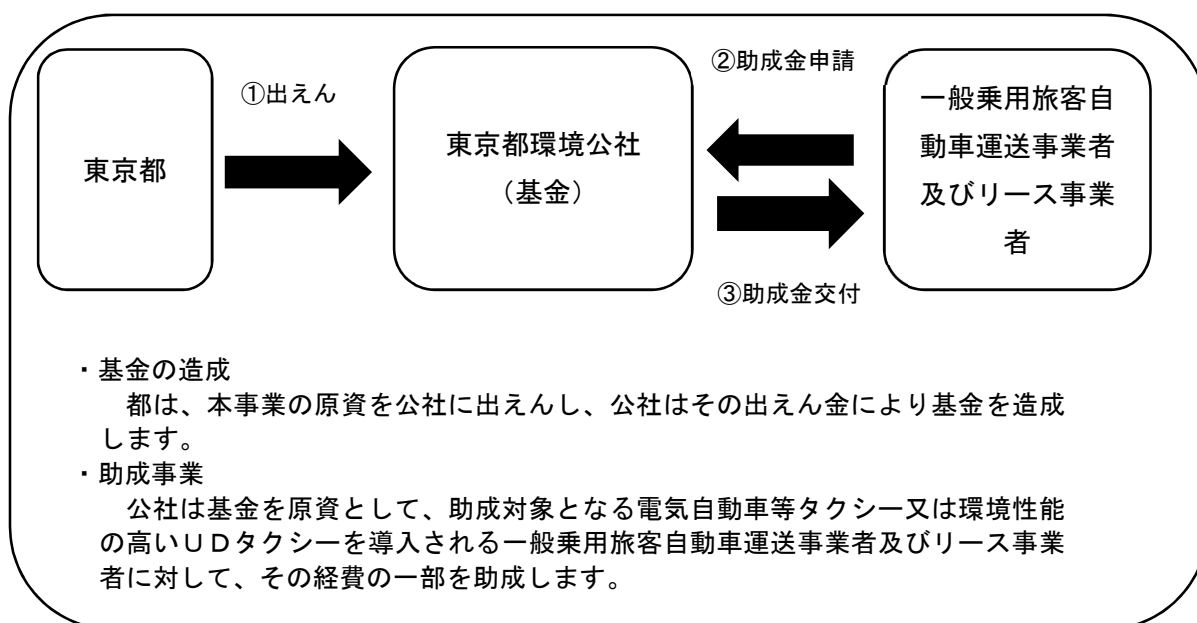 東京都
①出えん
東京都環境公社
（基金）
②助成金申請
③助成金交付
一般乗用旅客自
動車運送事業者
及びリース事業
者
・基金の造成
都は、本事業の原資を公社に出えんし、公社はその出えん金により基金を造成
します。
・助成事業
公社は基金を原資として、助成対象となる電気自動車等タクシー又は環境性能
の高いＵＤタクシーを導入される一般乗用旅客自動車運送事業者及びリース事業
者に対して、その経費の一部を助成します。